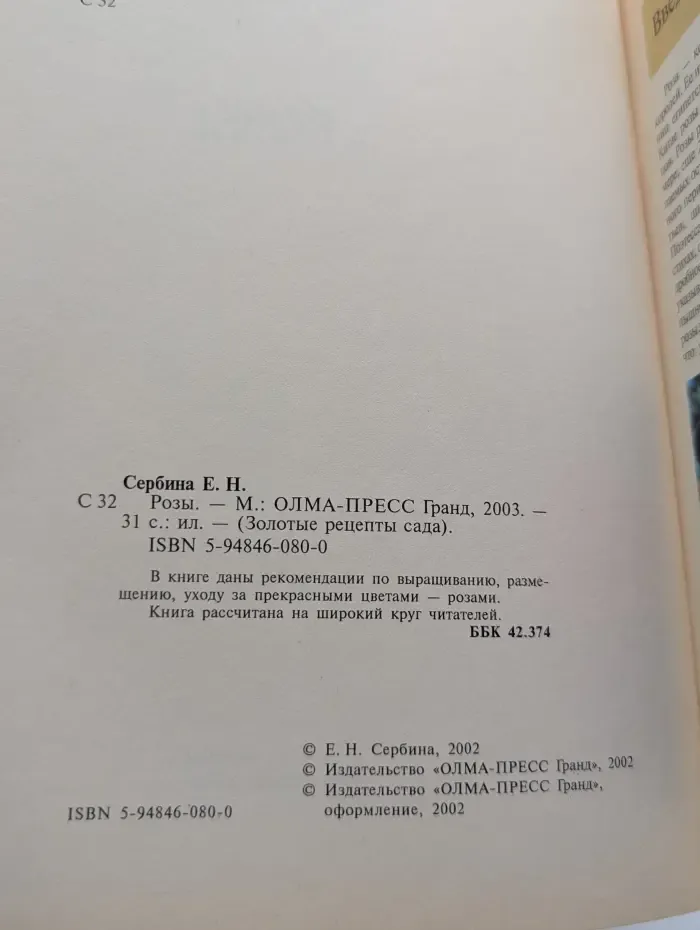 С 32
Сербина Е. Н.
С 32 Розы. — М.: ОЛМА-ПРЕСС Гранд, 2003. —
31 с.: ил. — (Золотые рецепты сада).
ISBN 5-94846-080-0
В книге даны рекомендации по выращиванию, разме-
щению, уходу за прекрасными цветами — розами.
Книга рассчитана на широкий круг читателей.
ББК 42.374
© Е. Н. Сербина, 2002
© Издательство «ОЛМА-ПРЕСС Гранд», 2002
© Издательство «ОЛМА-ПРЕСС Гранд»,
оформление, 2002
ISBN 5-94846-080-0
Роза —